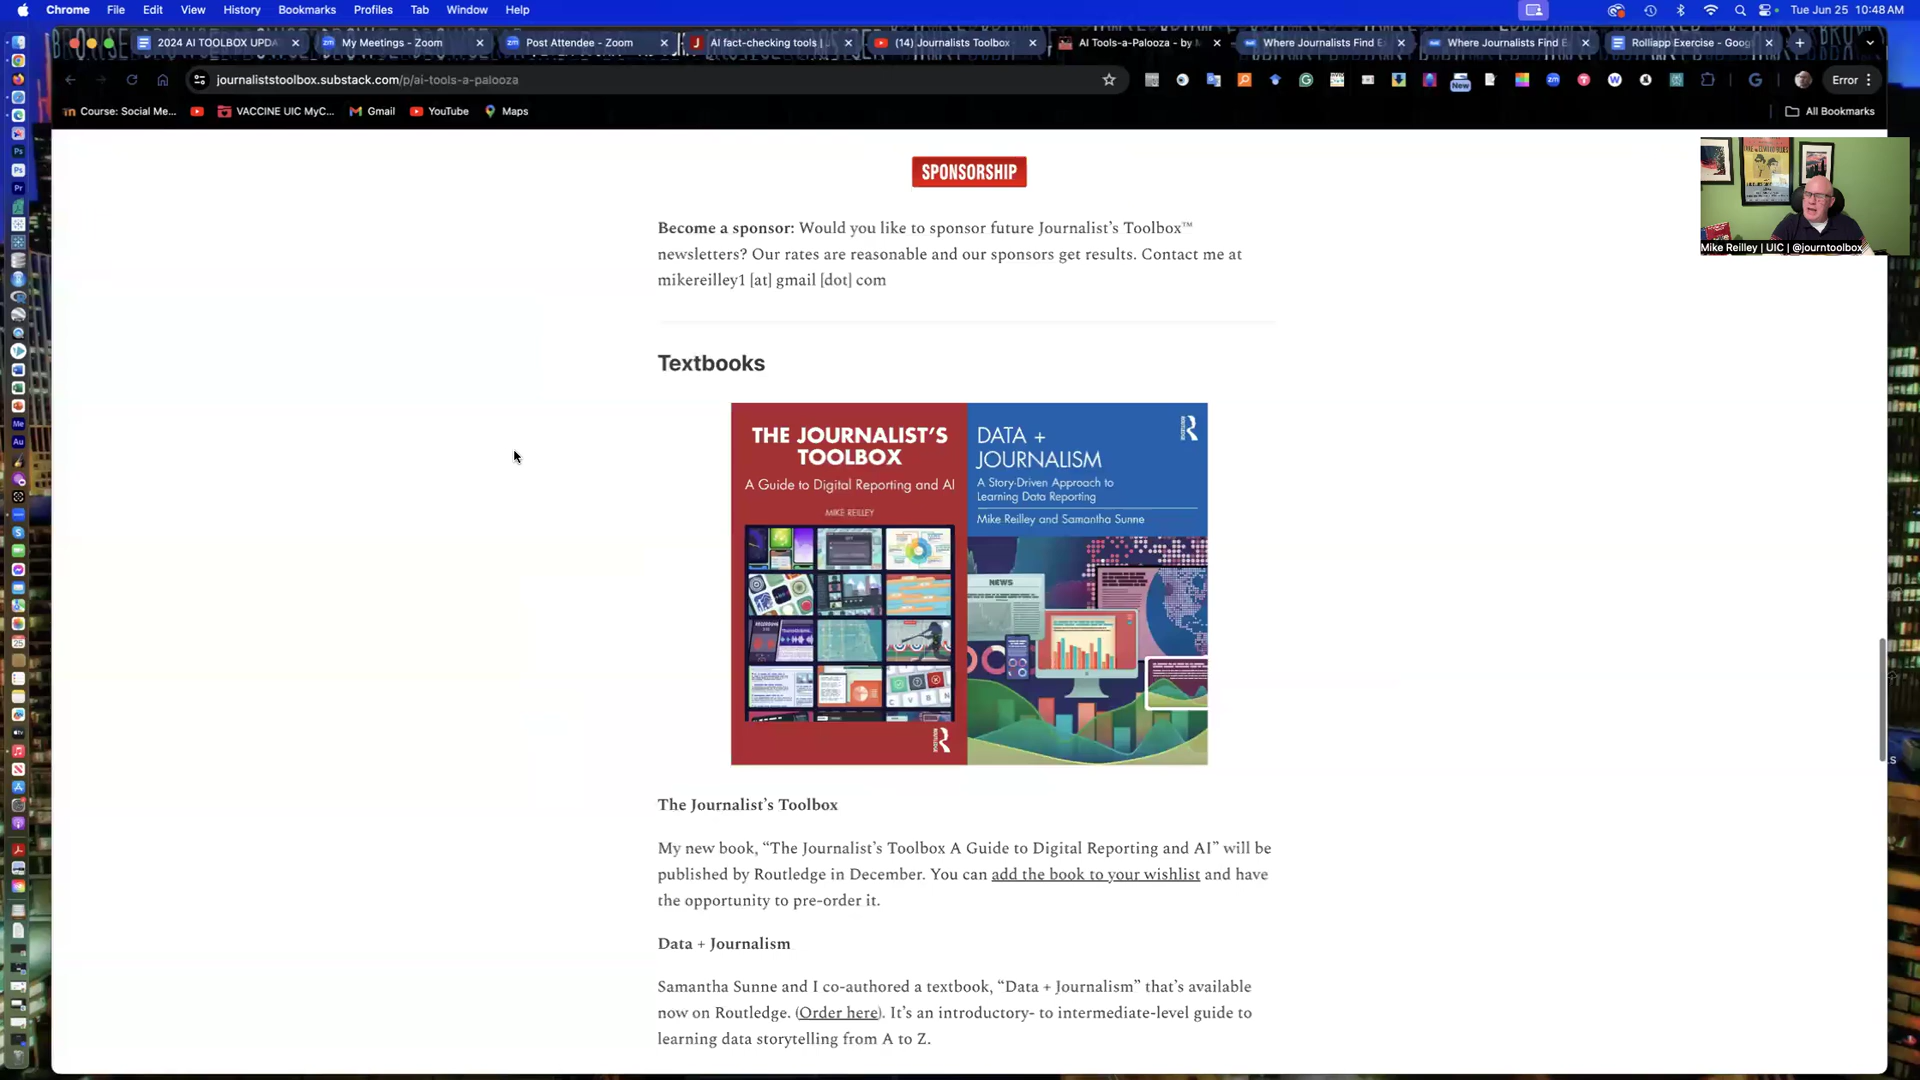 Chrome File Edit View History Bookmarks Profiles Tab Window Help
Tue Jun 25 10:48 AM
2024 AI TOOLBOX UPD
My Meetings - Zoom
Post Attendee - Zoom
AI fact-checking tools |
(14) Journalists Toolbox
AI Tools-a-Palooza - by M
Where Journalists Find E
Where Journalists Find E
Rolliapp Exercise - Goog
journaliststoolbox.substack.com/p/ai-tools-a-palooza
New
Error
Course: Social Me...
VACCINE UIC MyC...
Gmail
YouTube
Maps
All Bookmarks
Mike Reilley | UIC | @journtoolbox
SPONSORSHIP
Become a sponsor: Would you like to sponsor future Journalist’s Toolbox™
newsletters? Our rates are reasonable and our sponsors get results. Contact me at
mikereilley1 [at] gmail [dot] com
Textbooks
THE JOURNALIST’S
TOOLBOX
A Guide to Digital Reporting and AI
MIKE REILLEY
DATA +
JOURNALISM
A Story-Driven Approach to
Learning Data Reporting
Mike Reilley and Samantha Sunne
NEWS
The Journalist’s Toolbox
My new book, “The Journalist’s Toolbox A Guide to Digital Reporting and AI” will be
published by Routledge in December. You can add the book to your wishlist and have
the opportunity to pre-order it.
Data + Journalism
Samantha Sunne and I co-authored a textbook, “Data + Journalism” that’s available
now on Routledge. (Order here). It’s an introductory- to intermediate-level guide to
learning data storytelling from A to Z.